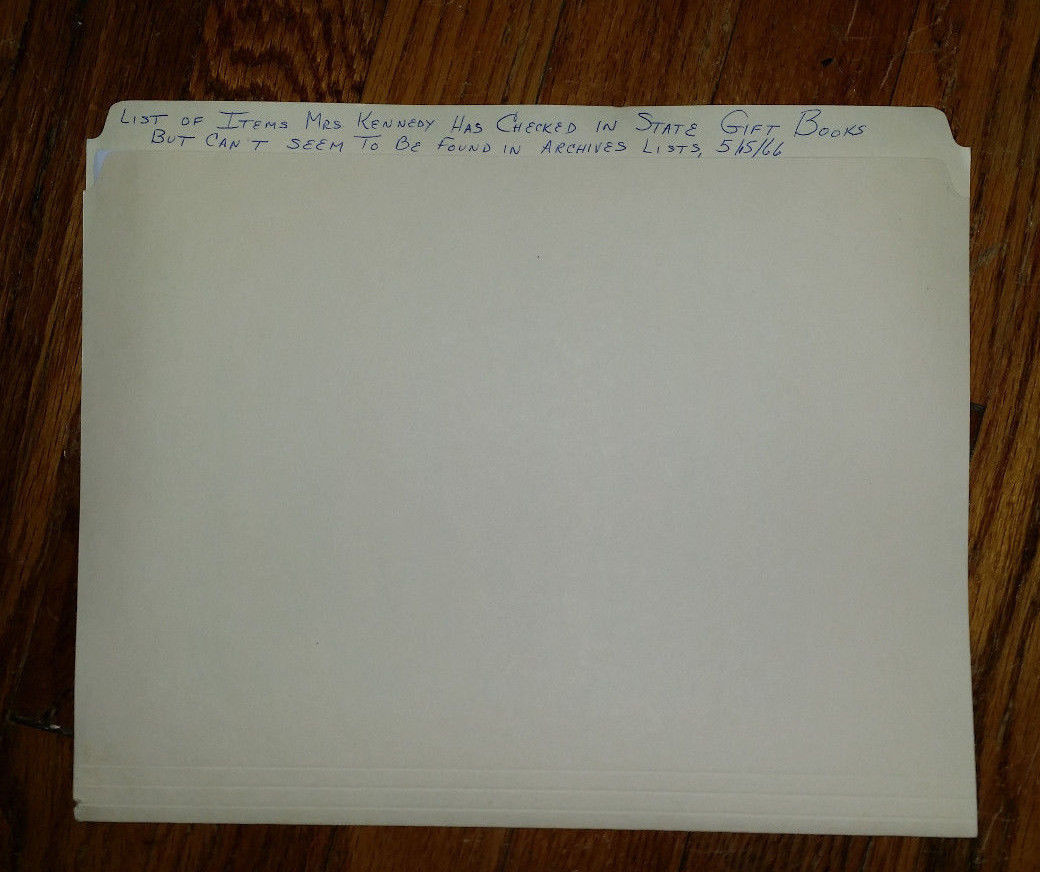 LIST OF ITEMS MRS KENNEDY HAS CHECKED IN STATE GIFT BOOKS
BUT CAN'T SEEM TO BE FOUND IN ARCHIVES LISTS, 5/15/66